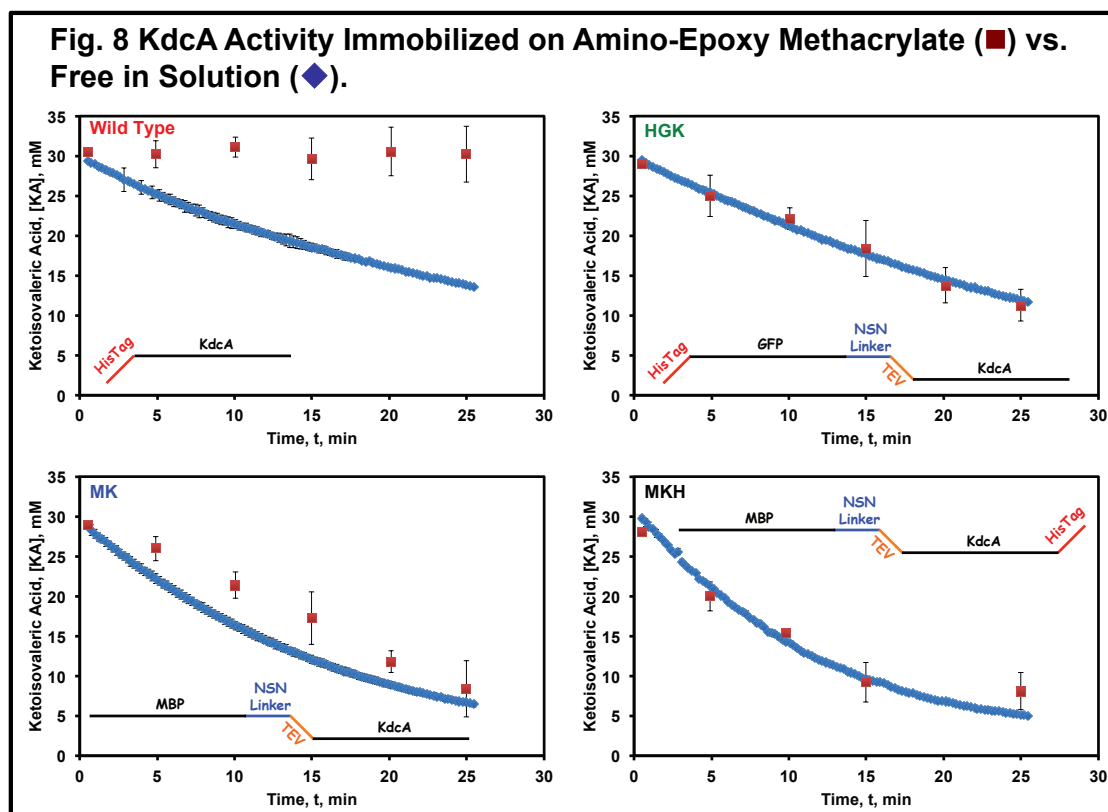 Fig. 8 KdcA Activity Immobilized on Amino-Epoxy Methacrylate (■) vs.
Free in Solution (◆).
Wild Type
Ketoisovaleric Acid, [KA], mM
35
30
25
20
15
10
5
0
HisTag
KdcA
0 5 10 15 20 25 30
Time, t, min
HGK
Ketoisovaleric Acid, [KA], mM
35
30
25
20
15
10
5
0
HisTag
GFP
NSN
Linker
TEV
KdcA
0 5 10 15 20 25 30
Time, t, min
MK
Ketoisovaleric Acid, [KA], mM
35
30
25
20
15
10
5
0
MBP
NSN
Linker
TEV
KdcA
0 5 10 15 20 25 30
Time, t, min
MKH
Ketoisovaleric Acid, [KA], mM
35
30
25
20
15
10
5
0
MBP
NSN
Linker
TEV
KdcA
HisTag
0 5 10 15 20 25 30
Time, t, min